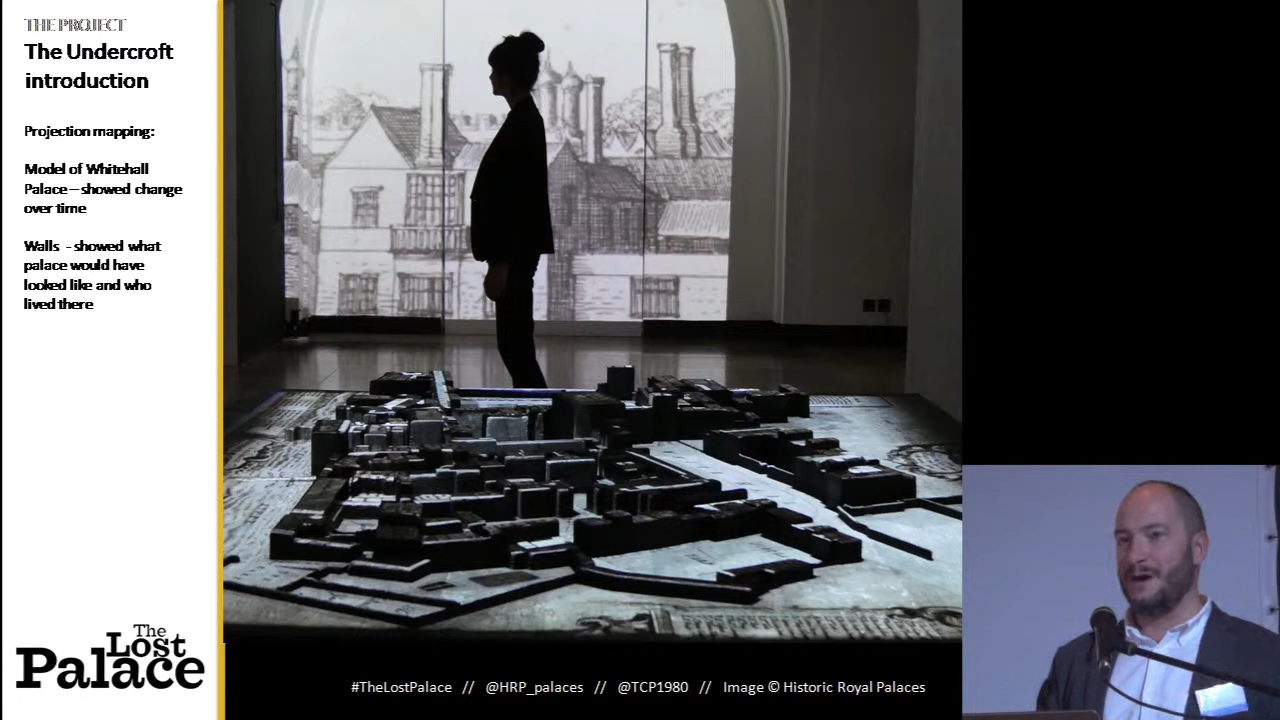 THE PROJECT
The Undercroft
introduction
Projection mapping:
Model of Whitehall
Palace – showed change
over time
Walls - showed what
palace would have
looked like and who
lived there
The
Lost
Palace
#TheLostPalace // @HRP_palaces // @TCP1980 // Image © Historic Royal Palaces